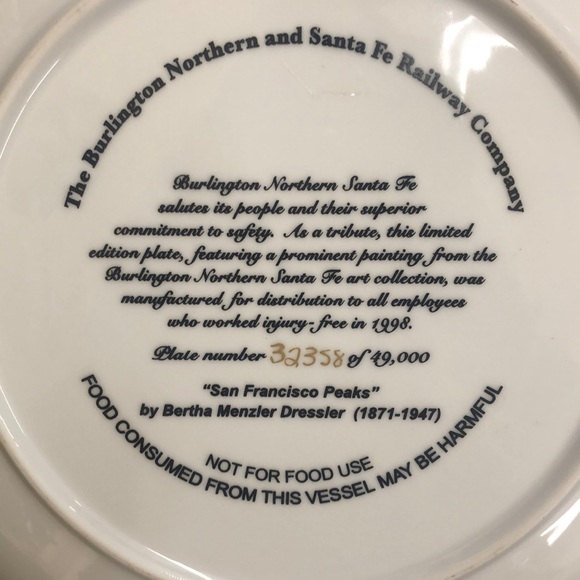 The Burlington Northern and Santa Fe Railway Company
Burlington Northern Santa Fe
salutes its people and their superior
commitment to safety. As a tribute, this limited
edition plate, featuring a prominent painting from the
Burlington Northern Santa Fe art collection, was
manufactured for distribution to all employees
who worked injury-free in 1998.
Plate number 32358 of 49,000
"San Francisco Peaks"
by Bertha Menzler Dressler (1871-1947)
NOT FOR FOOD USE
FOOD CONSUMED FROM THIS VESSEL MAY BE HARMFUL